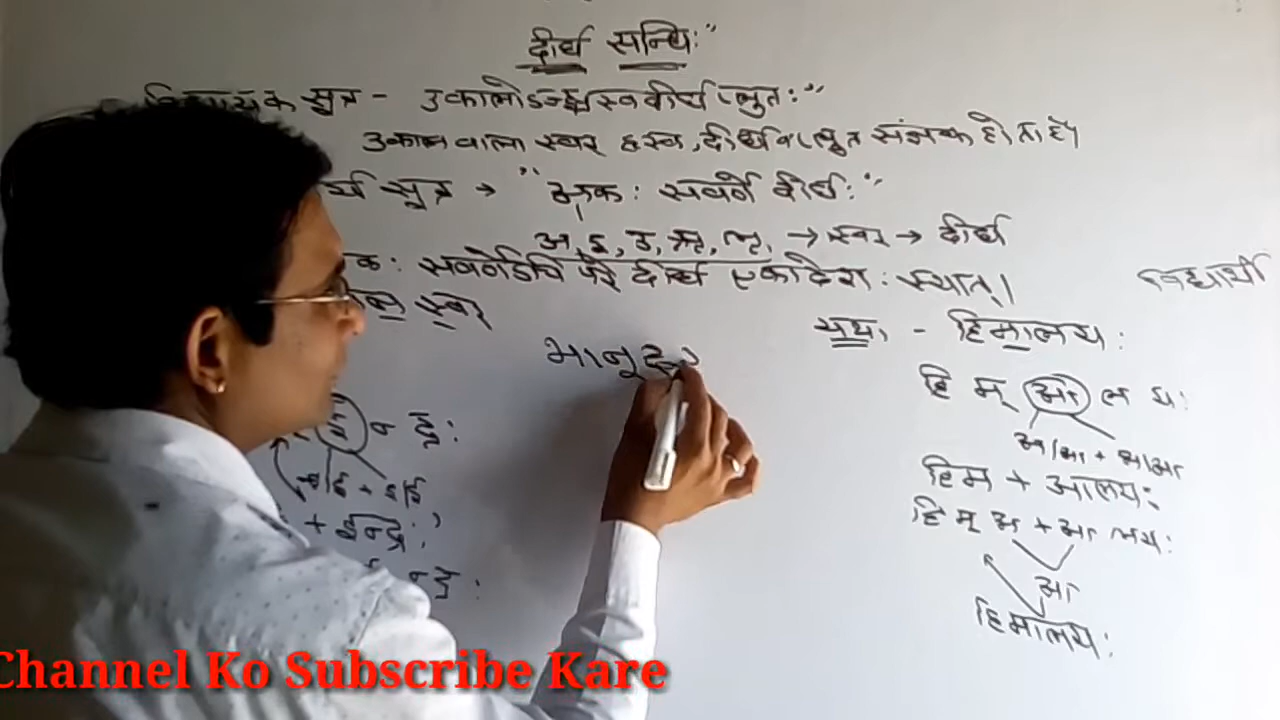 दीर्घ सन्धिः"
सूत्र - उकालोऽज्झ्रस्वदीर्घप्लुतः"
उकाल वाला स्वर ह्रस्व, दीर्घ व प्लुत संज्ञक होता है।
सूत्र → "अकः सवर्णे दीर्घः"
अ, इ, उ, ऋ, लृ, → स्वर → दीर्घ
कः सवर्णेऽचि परे दीर्घ एकादेशः स्यात्।
विद्यार्थी
स्वर
यथा - हिमालयः
भानूद
हि म् आ ल यः
अ/आ + अ/आ
हिम + आलयः
हि म् अ + आ लयः
आ
हिमालयः
Channel Ko Subscribe Kare